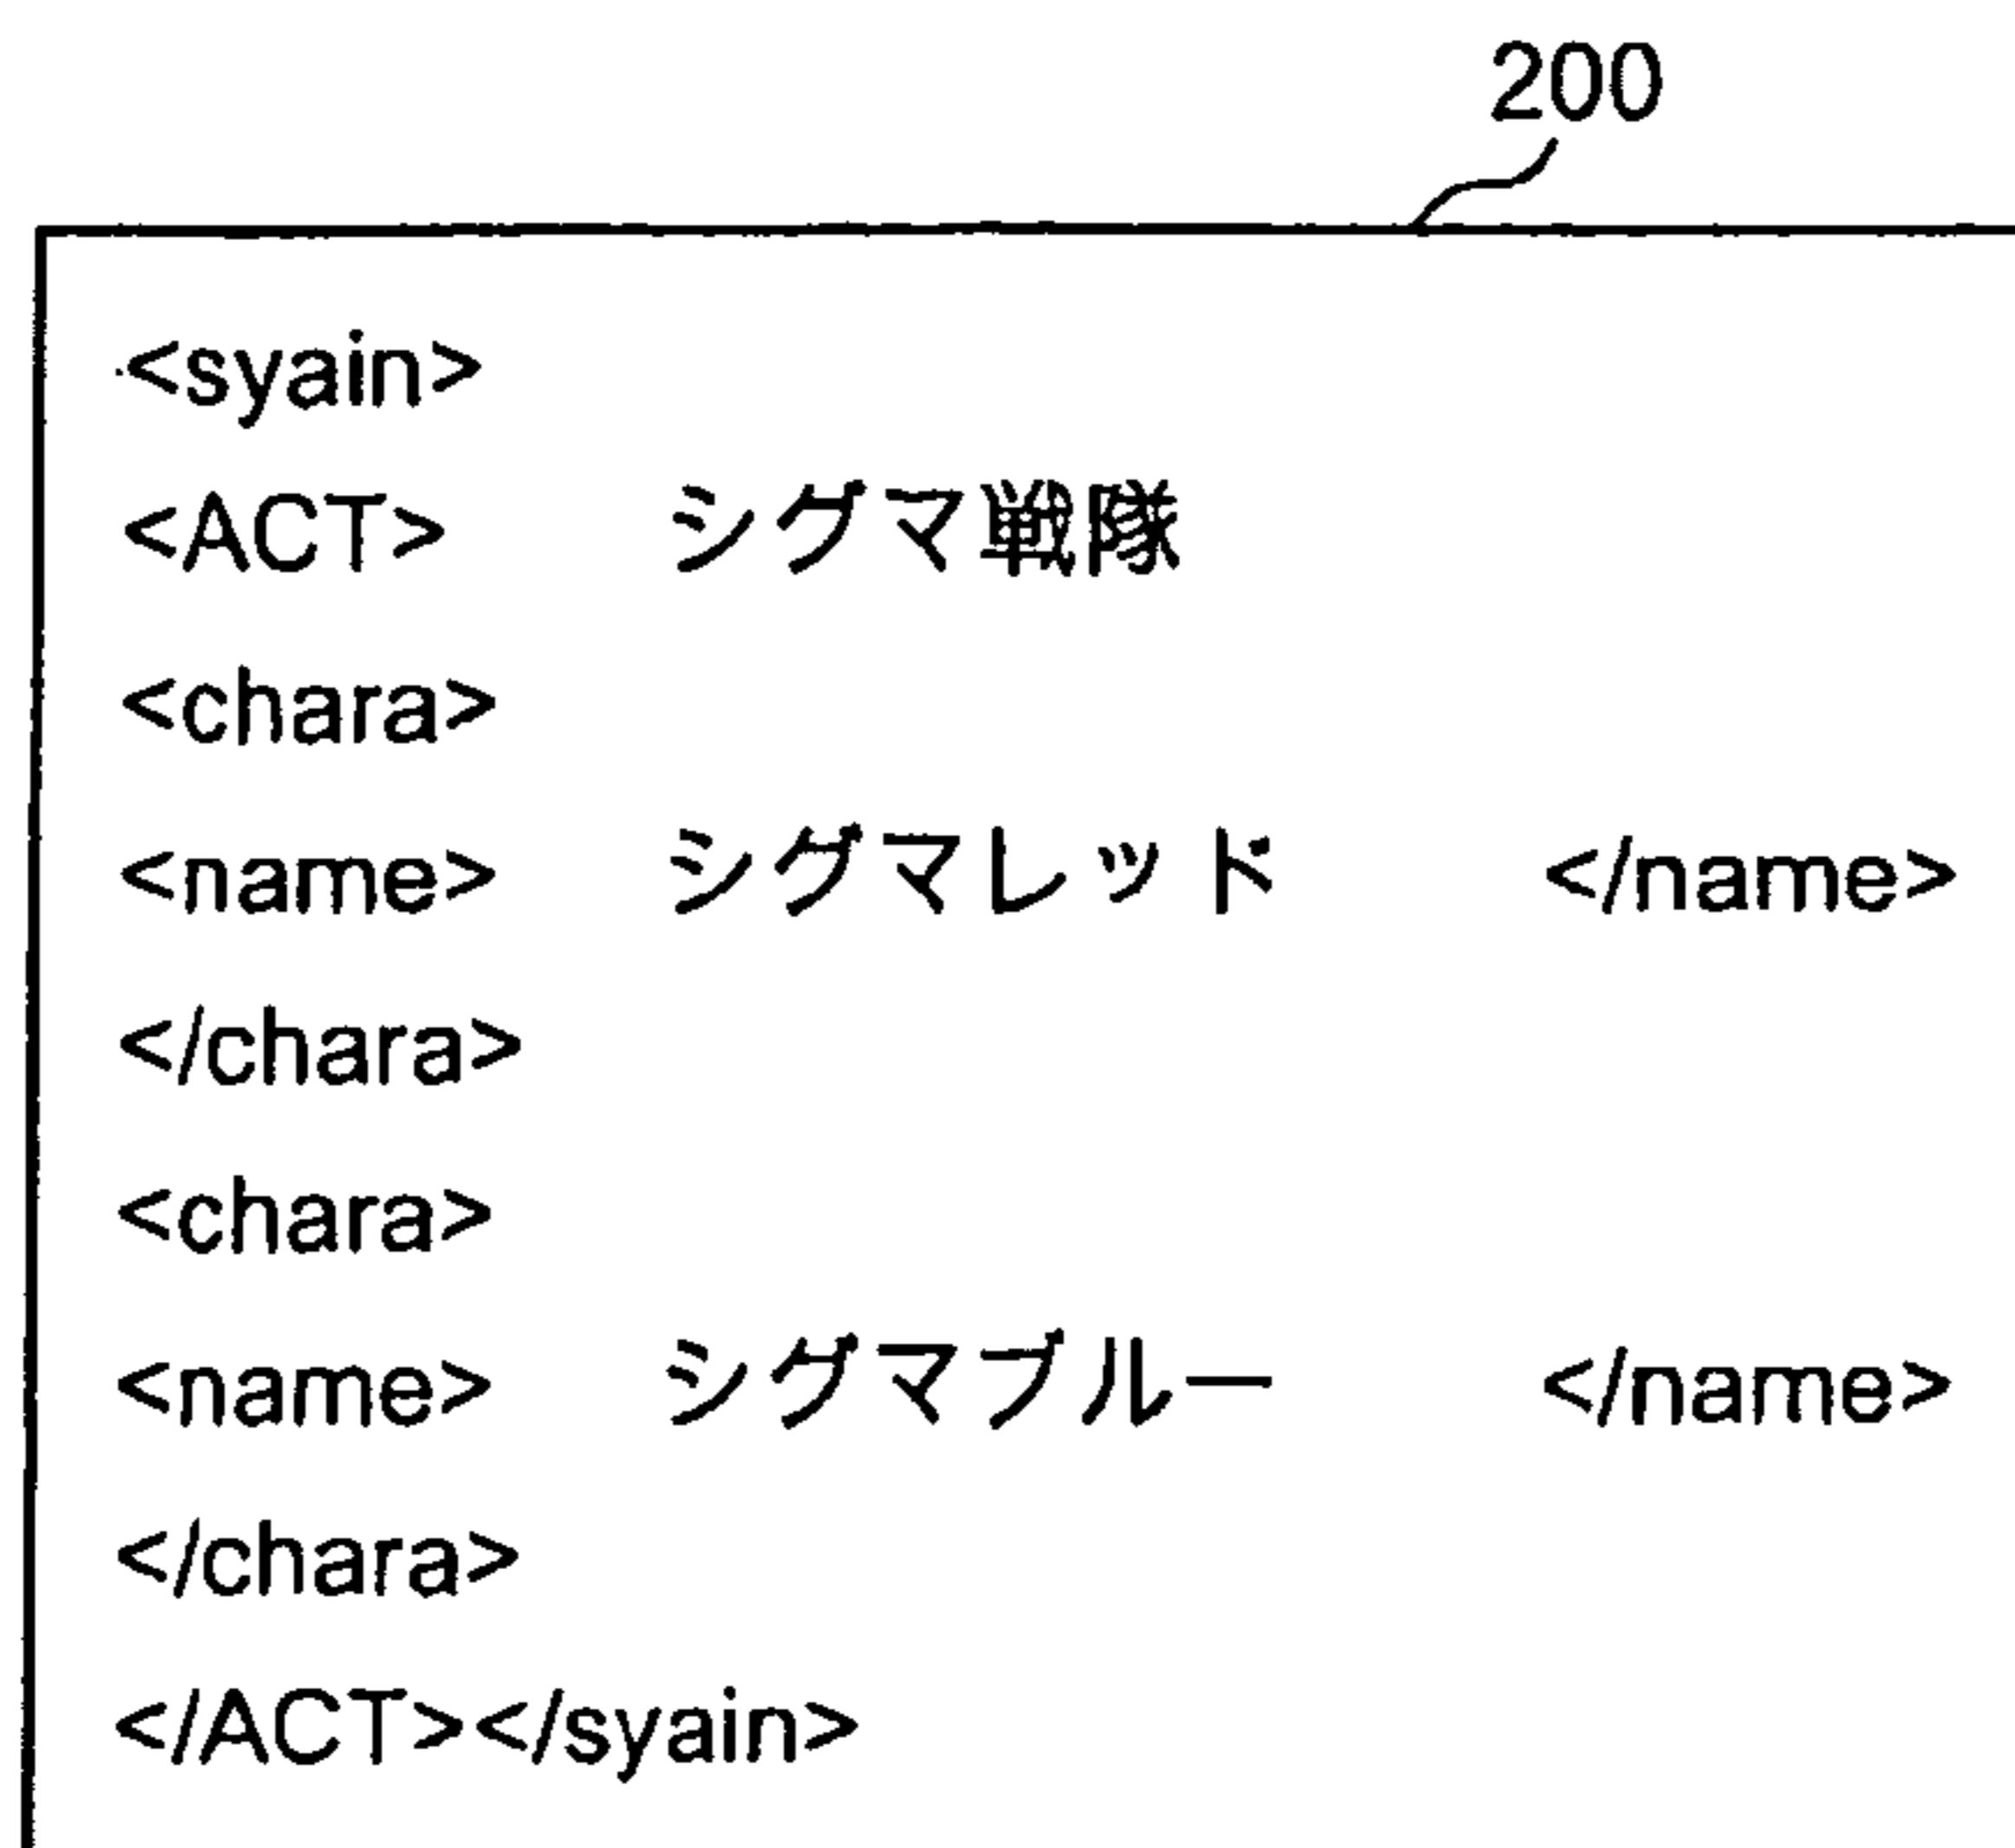 200
<syain>
<ACT> シグマ戦隊
<chara>
<name> シグマレッド </name>
</chara>
<chara>
<name> シグマブルー </name>
</chara>
</ACT></syain>